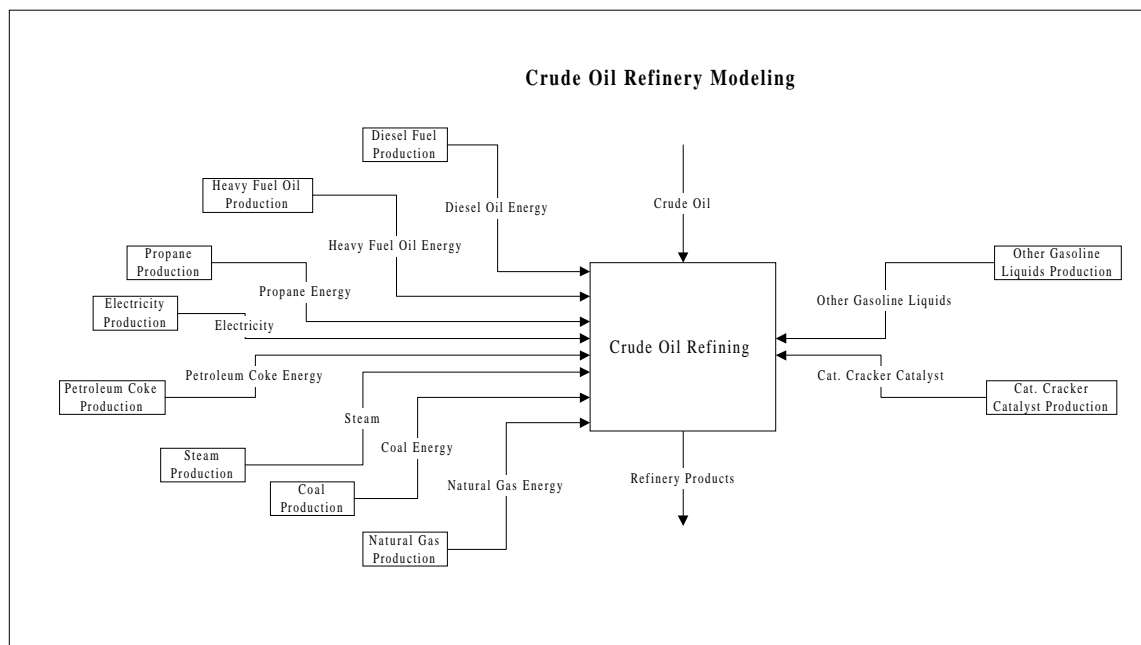 Crude Oil Refinery Modeling
Diesel Fuel
Production
Heavy Fuel Oil
Production
Diesel Oil Energy
Crude Oil
Heavy Fuel Oil Energy
Propane
Production
Propane Energy
Other Gasoline
Liquids Production
Electricity
Production
Electricity
Other Gasoline Liquids
Crude Oil Refining
Petroleum Coke Energy
Cat. Cracker Catalyst
Petroleum Coke
Production
Cat. Cracker
Catalyst Production
Steam
Coal Energy
Steam
Production
Refinery Products
Natural Gas Energy
Coal
Production
Natural Gas
Production